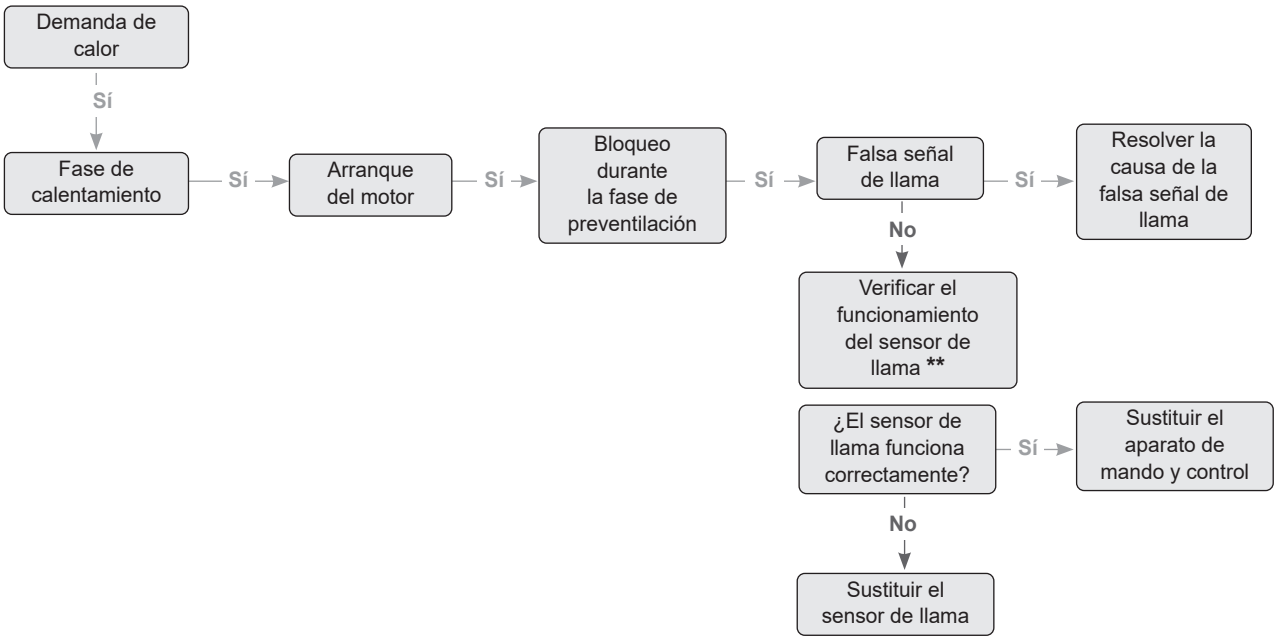 Demanda de
calor
Sí
Fase de
calentamiento
Sí
Arranque
del motor
Sí
Bloqueo
durante
la fase de
preventilación
Sí
Falsa señal
de llama
Sí
Resolver la
causa de la
falsa señal de
llama
No
Verificar el
funcionamiento
del sensor de
llama **
¿El sensor de
llama funciona
correctamente?
Sí
Sustituir el
aparato de
mando y control
No
Sustituir el
sensor de llama